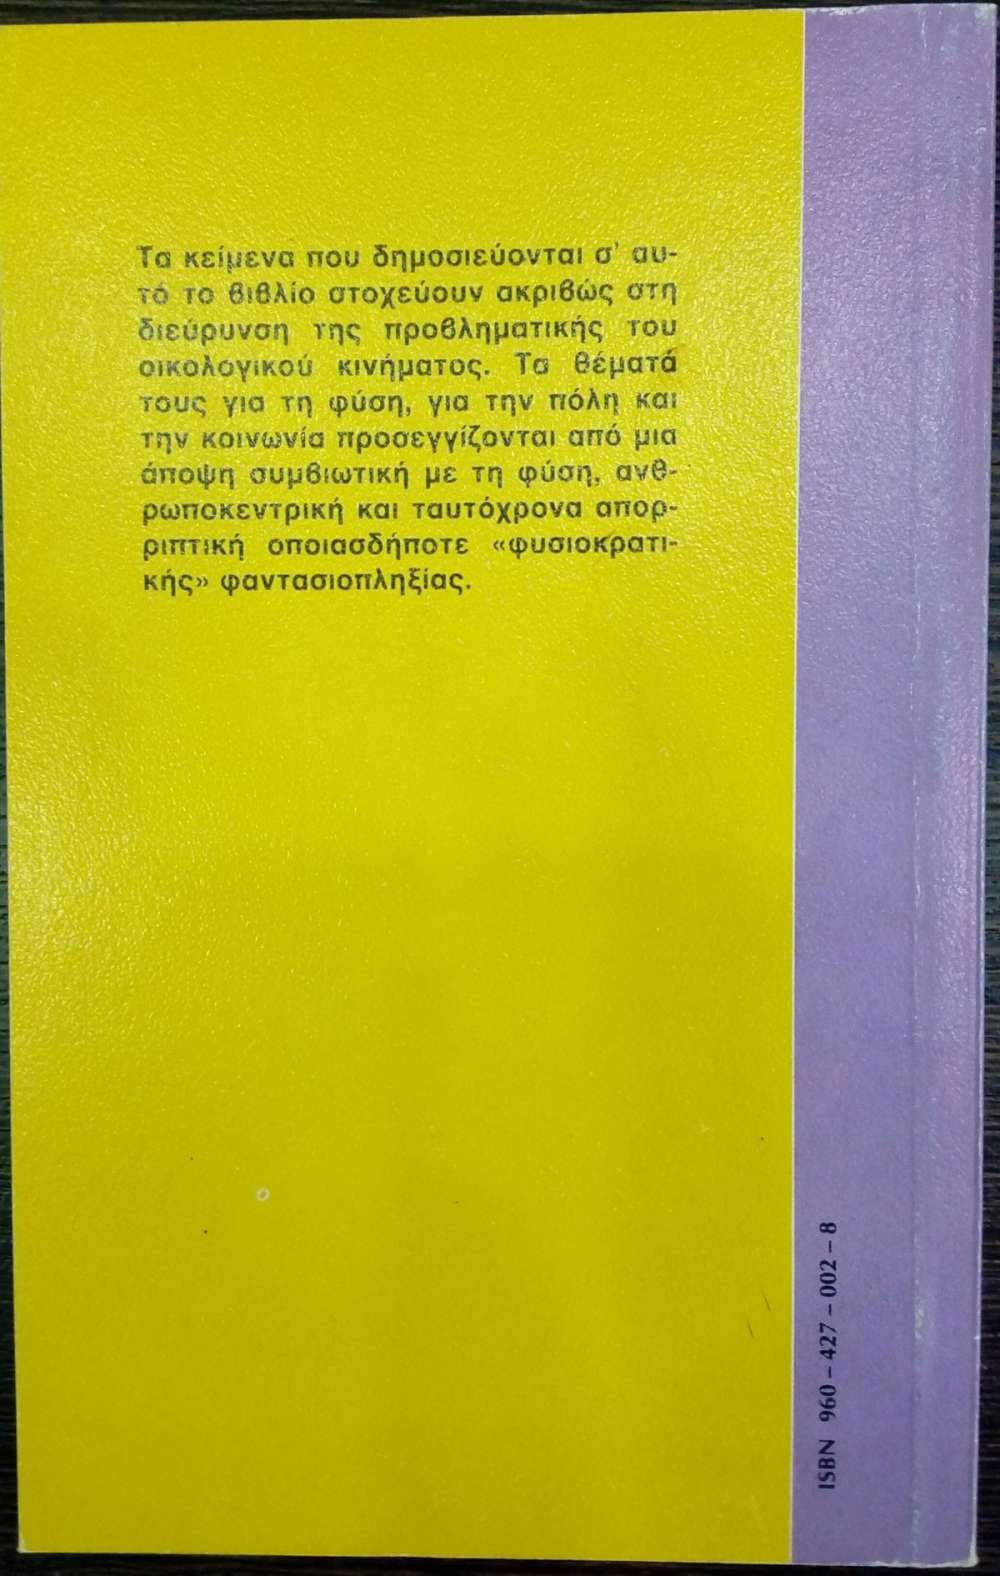 Τα κείμενα που δημοσιεύονται σ' αυ-
τό το βιβλίο στοχεύουν ακριβώς στη
διεύρυνση της προβληματικής του
οικολογικού κινήματος. Τα θέματά
τους για τη φύση, για την πόλη και
την κοινωνία προσεγγίζονται από μια
άποψη συμβιωτική με τη φύση, ανθ-
ρωποκεντρική και ταυτόχρονα απορ-
ριπτική οποιασδήποτε «φυσιοκρατι-
κής» φαντασιοπληξίας.
ISBN 960-427-002-8